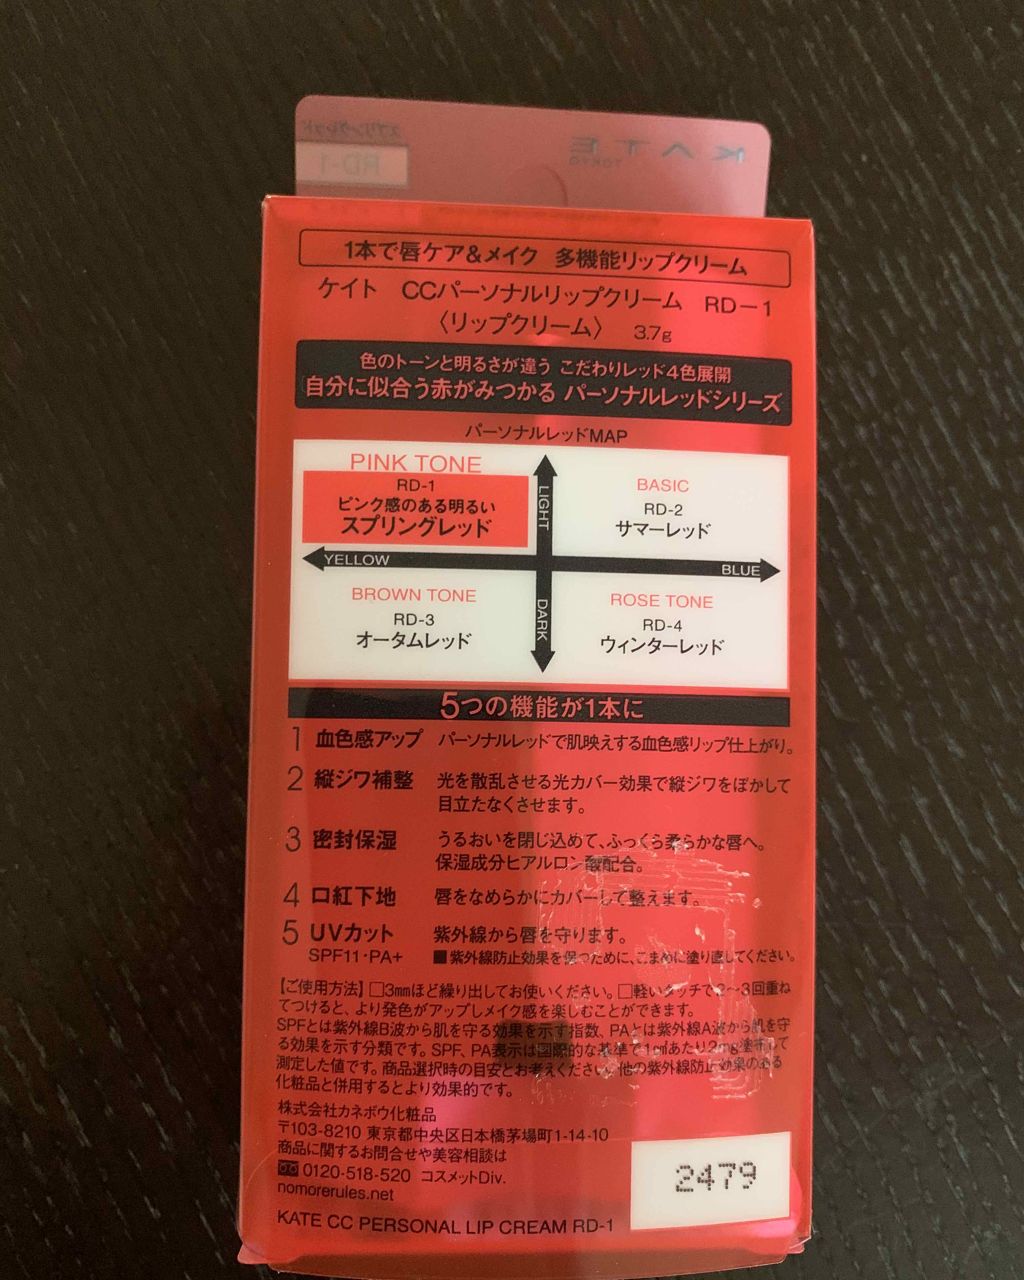 スプリングレッド
RD-1
KATE
TOKYO
1本で唇ケア&メイク 多機能リップクリーム
ケイト CCパーソナルリップクリーム RD-1
〈リップクリーム〉 3.7g
色のトーンと明るさが違う こだわりレッド4色展開
自分に似合う赤がみつかる パーソナルレッドシリーズ
パーソナルレッドMAP
PINK TONE
RD-1
ピンク感のある明るい
スプリングレッド
LIGHT
BASIC
RD-2
サマーレッド
YELLOW
BLUE
BROWN TONE
RD-3
オータムレッド
DARK
ROSE TONE
RD-4
ウィンターレッド
5つの機能が1本に
1 血色感アップ パーソナルレッドで肌映えする血色感リップ仕上がり。
2 縦ジワ補整 光を散乱させる光カバー効果で縦ジワをぼかして
目立たなくさせます。
3 密封保湿 うるおいを閉じ込めて、ふっくら柔らかな唇へ。
保湿成分ヒアルロン酸配合。
4 口紅下地 唇をなめらかにカバーして整えます。
5 UVカット 紫外線から唇を守ります。
SPF11・PA+ ■紫外線防止効果を保つために、こまめに塗り直してください。
【ご使用方法】□3mmほど繰り出してお使いください。□軽いタッチで2～3回重ね
てつけると、より発色がアップしメイク感を楽しむことができます。
SPFとは紫外線B波から肌を守る効果を示す指数、PAとは紫外線A波から肌を守
る効果を示す分類です。SPF、PA表示は国際的な基準で1c㎡あたり2mg塗布して
測定した値です。商品選択時の目安とお考えください。他の紫外線防止効果のある
化粧品と併用するとより効果的です。
株式会社カネボウ化粧品
〒103-8210 東京都中央区日本橋茅場町1-14-10
商品に関するお問合せや美容相談は
0120-518-520 コスメットDiv.
nomorerules.net
KATE CC PERSONAL LIP CREAM RD-1
2479